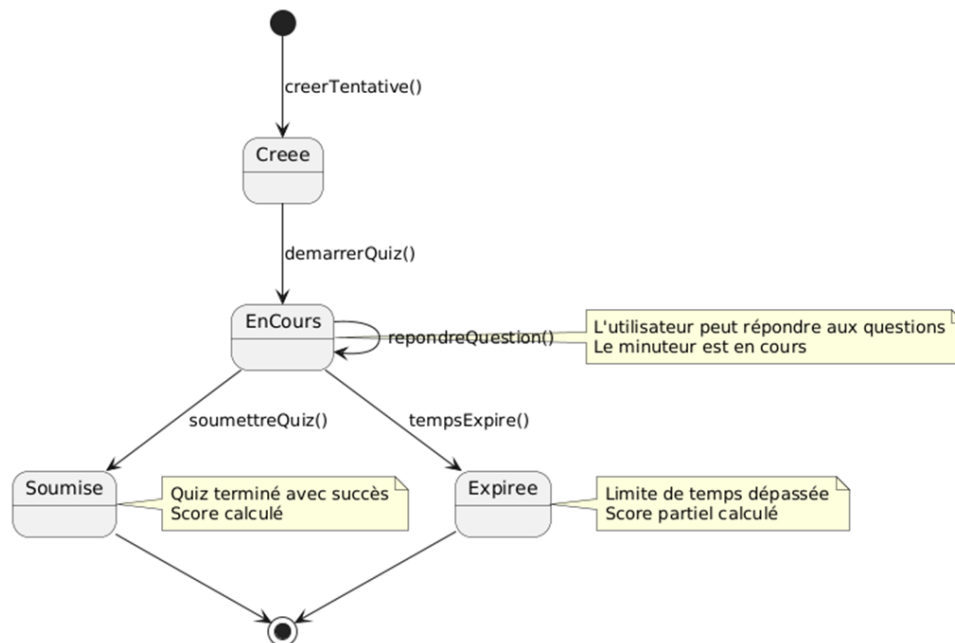 creerTentative()
Creee
demarrerQuiz()
EnCours
repondreQuestion()
L'utilisateur peut répondre aux questions
Le minuteur est en cours
soumettreQuiz()
tempsExpire()
Soumise
Quiz terminé avec succès
Score calculé
Expiree
Limite de temps dépassée
Score partiel calculé